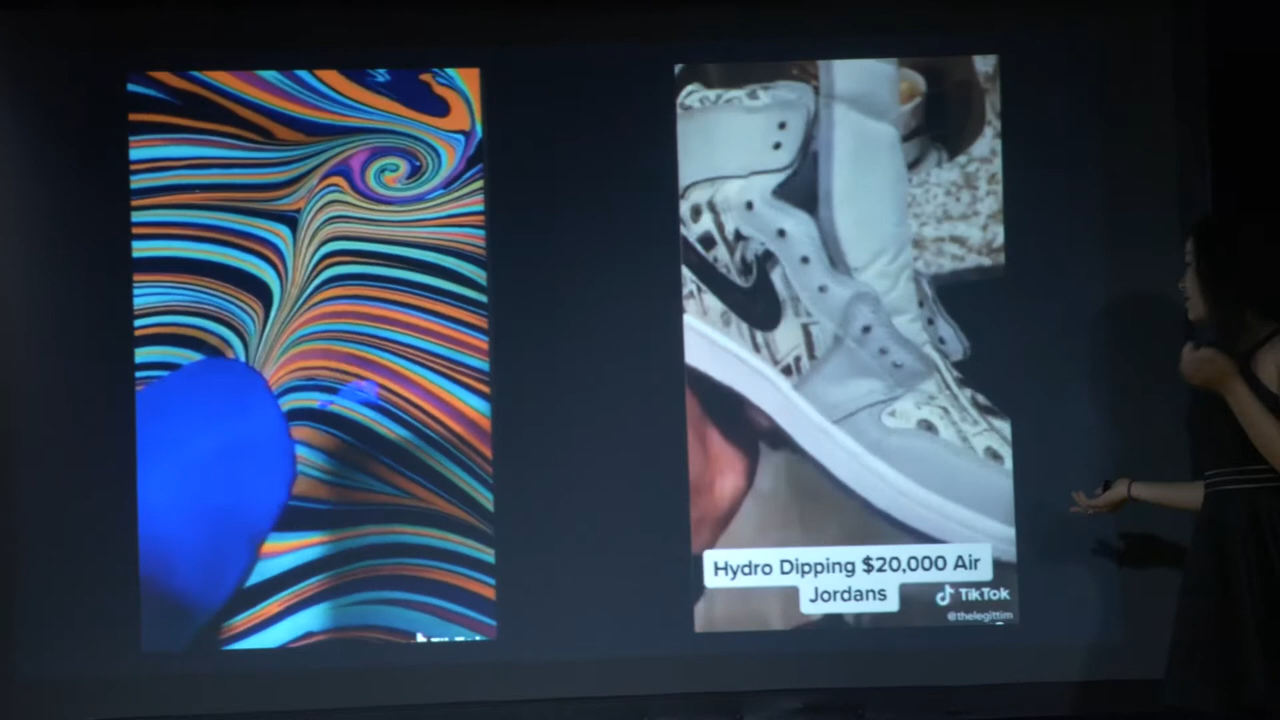 Hydro Dipping $20,000 Air
Jordans
TikTok
@thelegittim